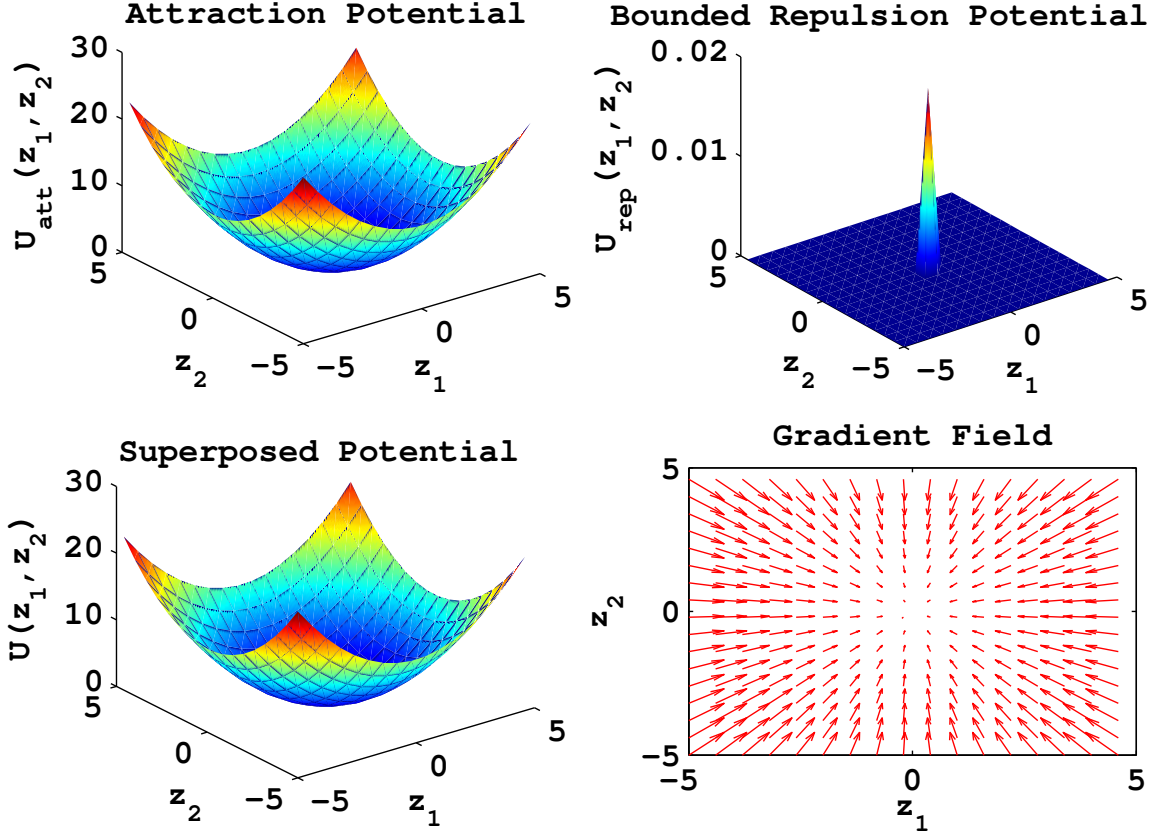 Attraction Potential
30
20
10
0
U_att(z_1,z_2)
5
0
−5
z_2
−5
0
5
z_1
Bounded Repulsion Potential
0.02
0.01
0
U_rep(z_1,z_2)
5
0
−5
z_2
−5
0
5
z_1
Superposed Potential
30
20
10
0
U(z_1,z_2)
5
0
−5
z_2
−5
0
5
z_1
Gradient Field
5
0
−5
z_2
−5
0
5
z_1